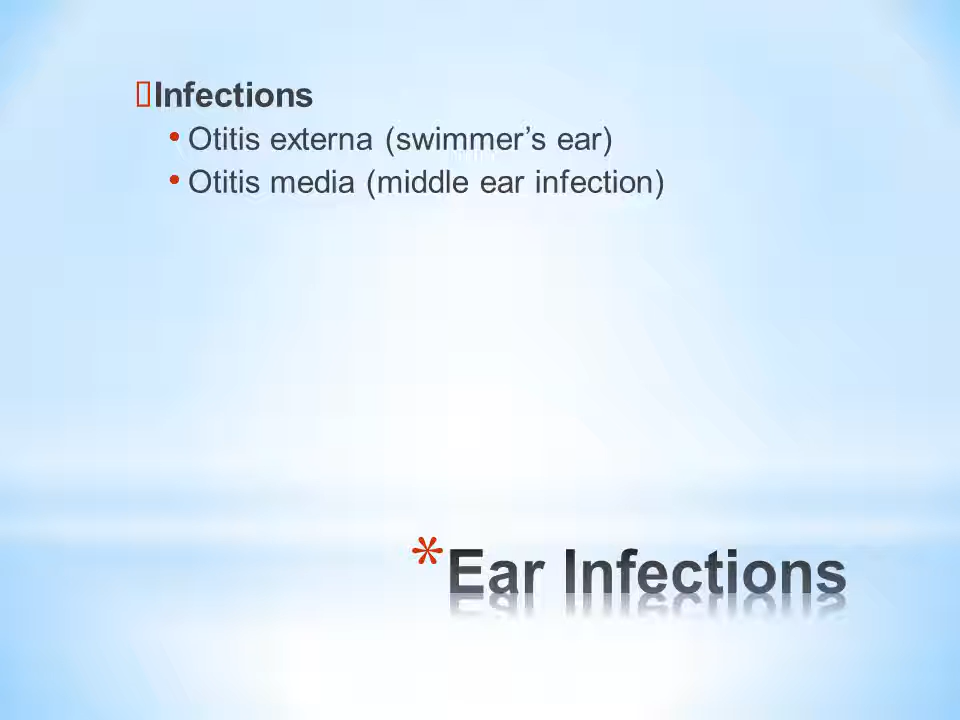 Infections
• Otitis externa (swimmer’s ear)
• Otitis media (middle ear infection)
*Ear Infections